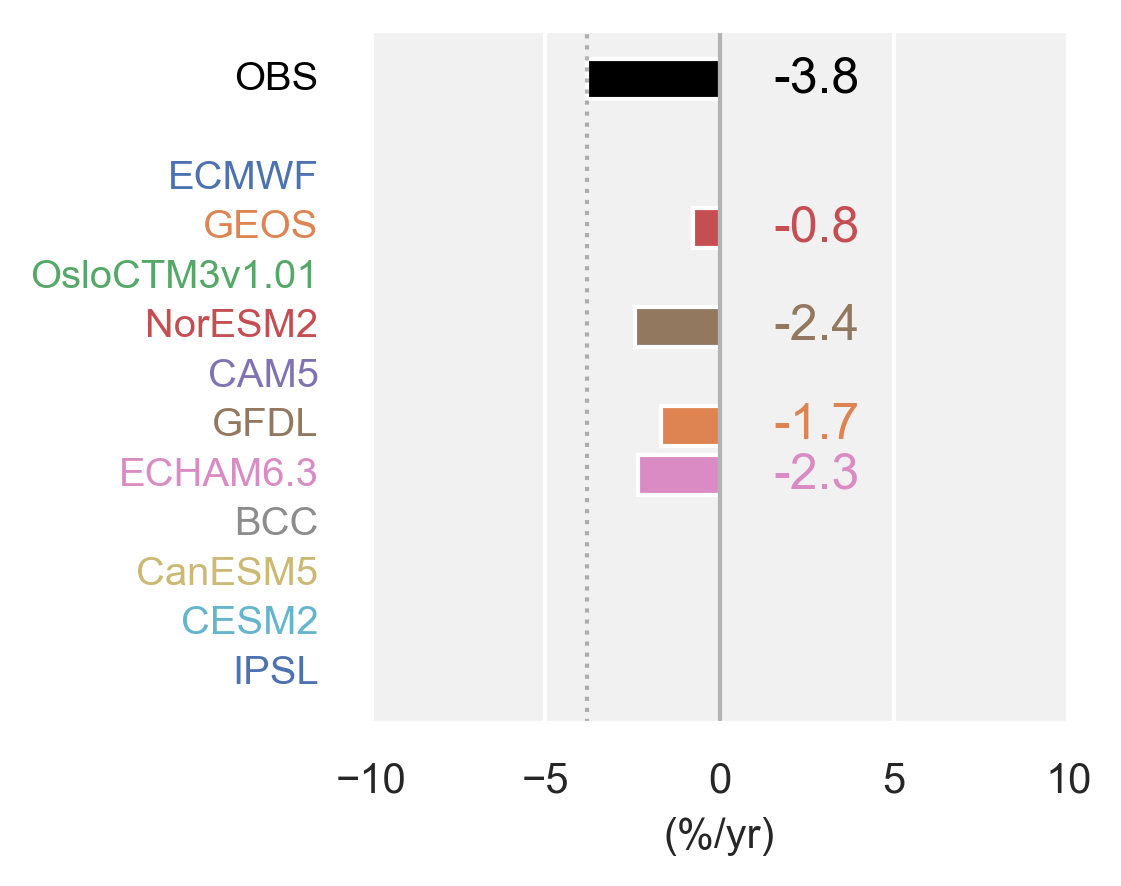 OBS -3.8
ECMWF
GEOS -0.8
OsloCTM3v1.01
NorESM2 -2.4
CAM5
GFDL -1.7
ECHAM6.3 -2.3
BCC
CanESM5
CESM2
IPSL
−10 −5 0 5 10
(%/yr)